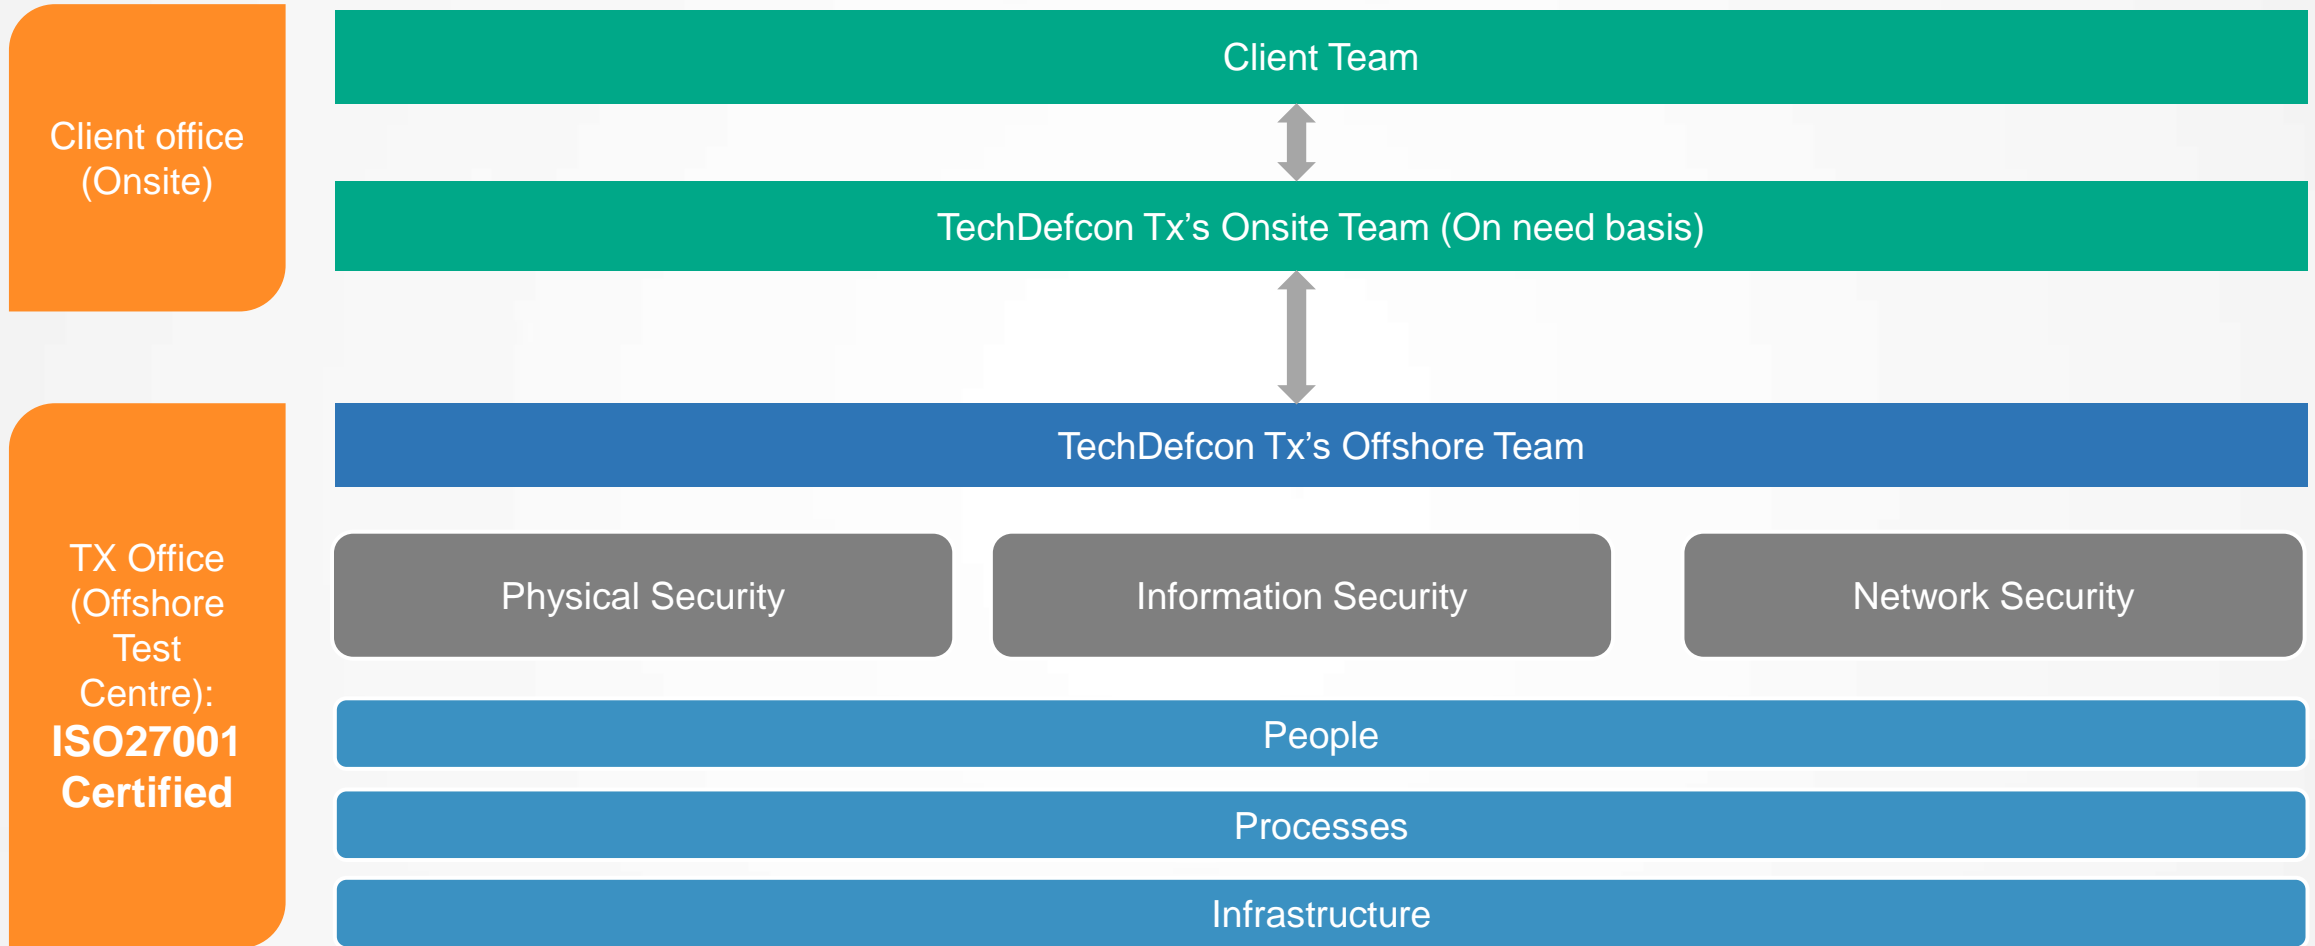 Client office
(Onsite)
Client Team
TechDefcon Tx’s Onsite Team (On need basis)
TX Office
(Offshore
Test
Centre):
ISO27001
Certified
TechDefcon Tx’s Offshore Team
Physical Security
Information Security
Network Security
People
Processes
Infrastructure